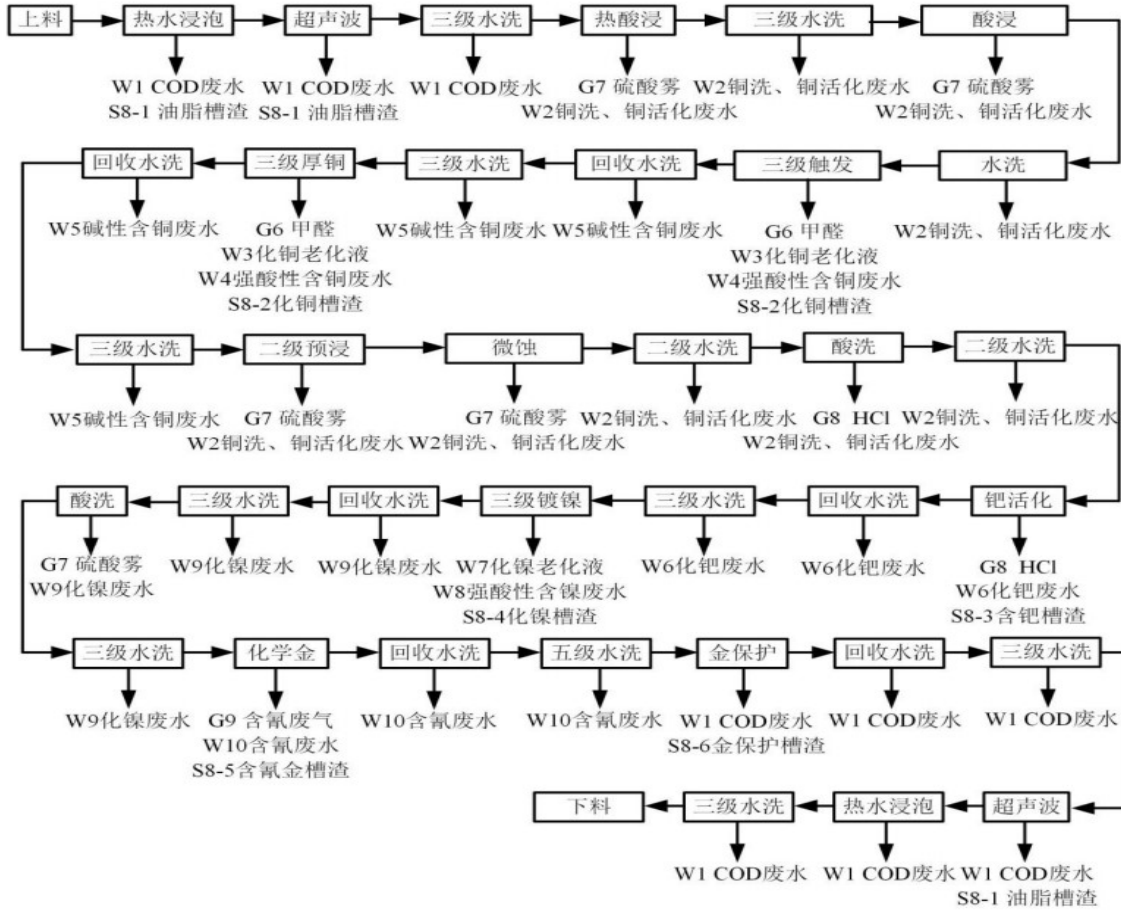 上料 热水浸泡 超声波 三级水洗 热酸浸 三级水洗 酸浸
W1 COD废水 W1 COD废水 W1 COD废水 G7 硫酸雾 W2铜洗、铜活化废水 G7 硫酸雾
S8-1 油脂槽渣 S8-1 油脂槽渣 W2铜洗、铜活化废水 W2铜洗、铜活化废水
回收水洗 三级厚铜 三级水洗 回收水洗 三级触发 水洗
W5碱性含铜废水 G6 甲醛 W5碱性含铜废水 W5碱性含铜废水 G6 甲醛 W2铜洗、铜活化废水
W3化铜老化液 W3化铜老化液
W4强酸性含铜废水 W4强酸性含铜废水
S8-2化铜槽渣 S8-2化铜槽渣
三级水洗 二级预浸 微蚀 二级水洗 酸洗 二级水洗
W5碱性含铜废水 G7 硫酸雾 G7 硫酸雾 W2铜洗、铜活化废水 G8 HCl W2铜洗、铜活化废水
W2铜洗、铜活化废水 W2铜洗、铜活化废水 W2铜洗、铜活化废水
酸洗 三级水洗 回收水洗 三级镀镍 三级水洗 回收水洗 钯活化
G7 硫酸雾 W9化镍废水 W9化镍废水 W7化镍老化液 W6化钯废水 W6化钯废水 G8 HCl
W9化镍废水 W8强酸性含镍废水 W6化钯废水
S8-4化镍槽渣 S8-3含钯槽渣
三级水洗 化学金 回收水洗 五级水洗 金保护 回收水洗 三级水洗
W9化镍废水 G9 含氰废气 W10含氰废水 W10含氰废水 W1 COD废水 W1 COD废水 W1 COD废水
W10含氰废水 S8-6金保护槽渣
S8-5含氰金槽渣
下料 三级水洗 热水浸泡 超声波
W1 COD废水 W1 COD废水 W1 COD废水
S8-1 油脂槽渣